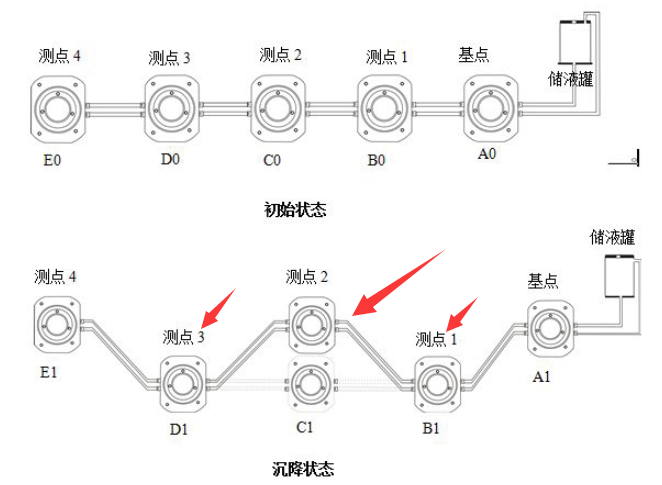 测点 4 测点 3 测点 2 测点 1 基点
储液罐
E0 D0 C0 B0 A0
初始状态
储液罐
测点 4 测点 3 测点 2 测点 1 基点
E1 D1 C1 B1 A1
沉降状态